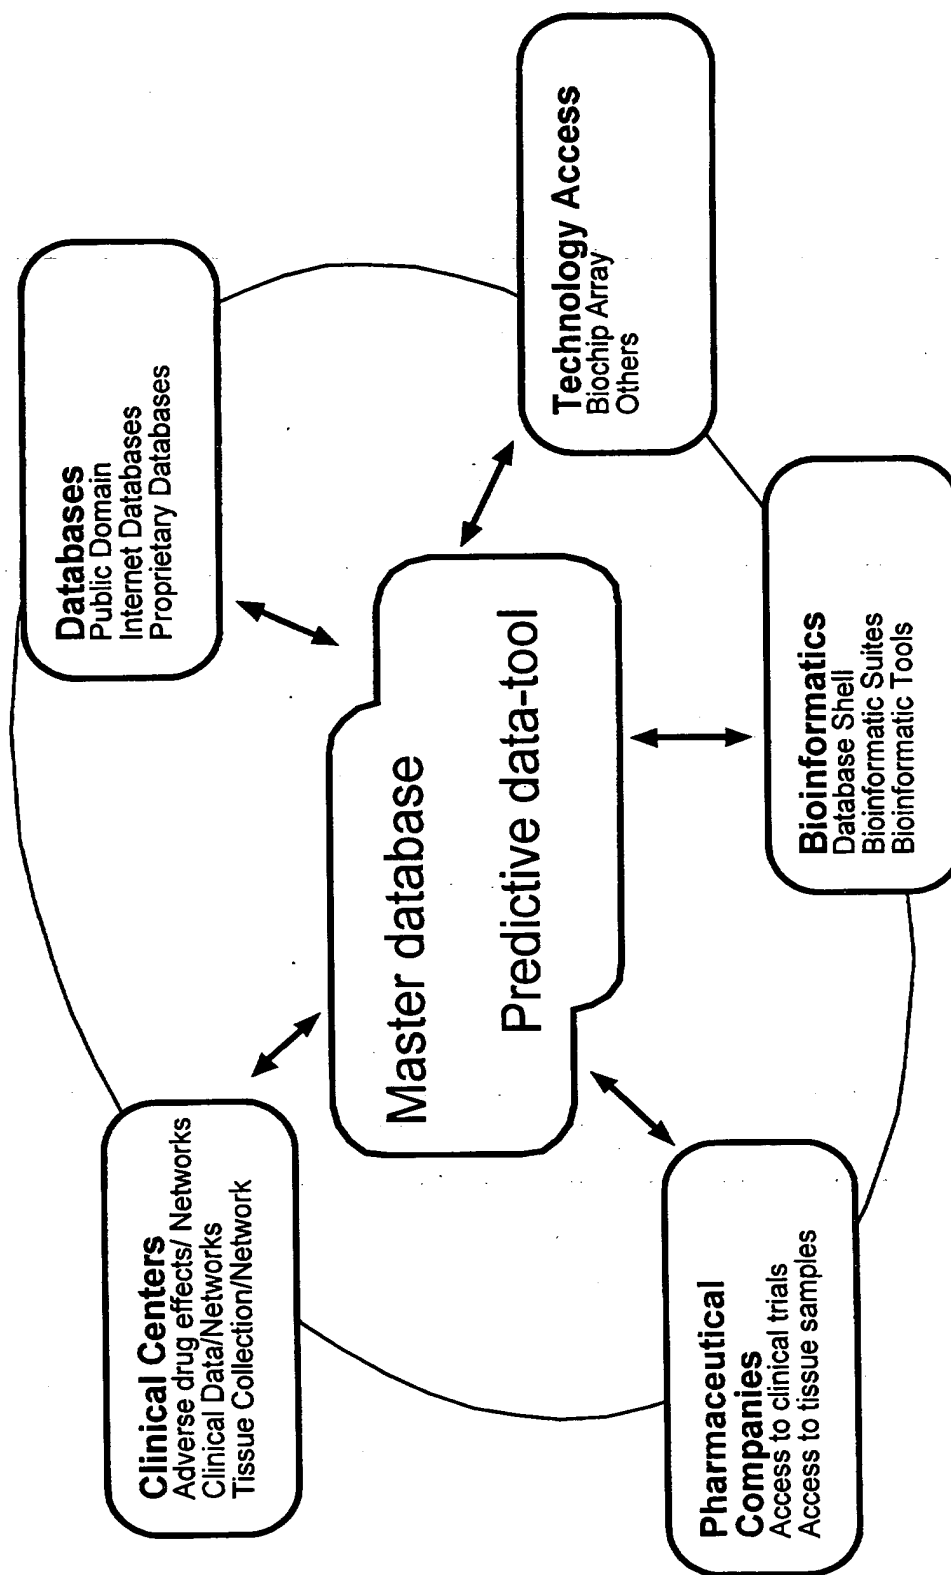 Clinical Centers
Adverse drug effects/ Networks
Clinical Data/Networks
Tissue Collection/Network
Databases
Public Domain
Internet Databases
Proprietary Databases
Master database
Predictive data-tool
Technology Access
Biochip Array
Others
Pharmaceutical
Companies
Access to clinical trials
Access to tissue samples
Bioinformatics
Database Shell
Bioinformatic Suites
Bioinformatic Tools